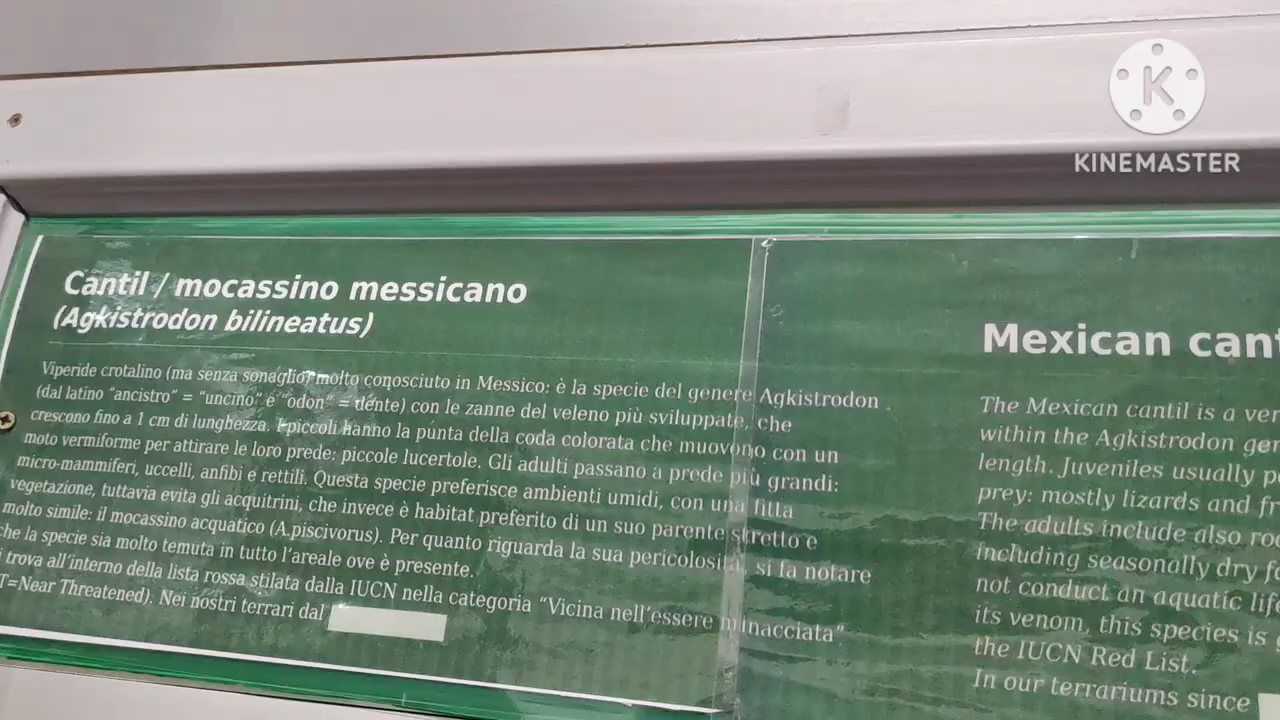 KINEMASTER
Cantil / mocassino messicano
(Agkistrodon bilineatus)
Viperide crotalino (ma senza sonaglio) molto conosciuto in Messico: è la specie del genere Agkistrodon
(dal latino “ancistro” = “uncino” e “odon” = dente) con le zanne del veleno più sviluppate, che
crescono fino a 1 cm di lunghezza. I piccoli hanno la punta della coda colorata che muovono con un
moto vermiforme per attirare le loro prede: piccole lucertole. Gli adulti passano a prede più grandi:
micro-mammiferi, uccelli, anfibi e rettili. Questa specie preferisce ambienti umidi, con una fitta
vegetazione, tuttavia evita gli acquitrini, che invece è habitat preferito di un suo parente stretto e
molto simile: il mocassino acquatico (A.piscivorus). Per quanto riguarda la sua pericolosità, si fa notare
che la specie sia molto temuta in tutto l’areale ove è presente.
i trova all’interno della lista rossa stilata dalla IUCN nella categoria “Vicina nell’essere minacciata”
T=Near Threatened). Nei nostri terrari dal
Mexican cant
The Mexican cantil is a ver
within the Agkistrodon ger
length. Juveniles usually p
prey: mostly lizards and fr
The adults include also roo
including seasonally dry fo
not conduct an aquatic life
its venom, this species is
the IUCN Red List.
In our terrariums since